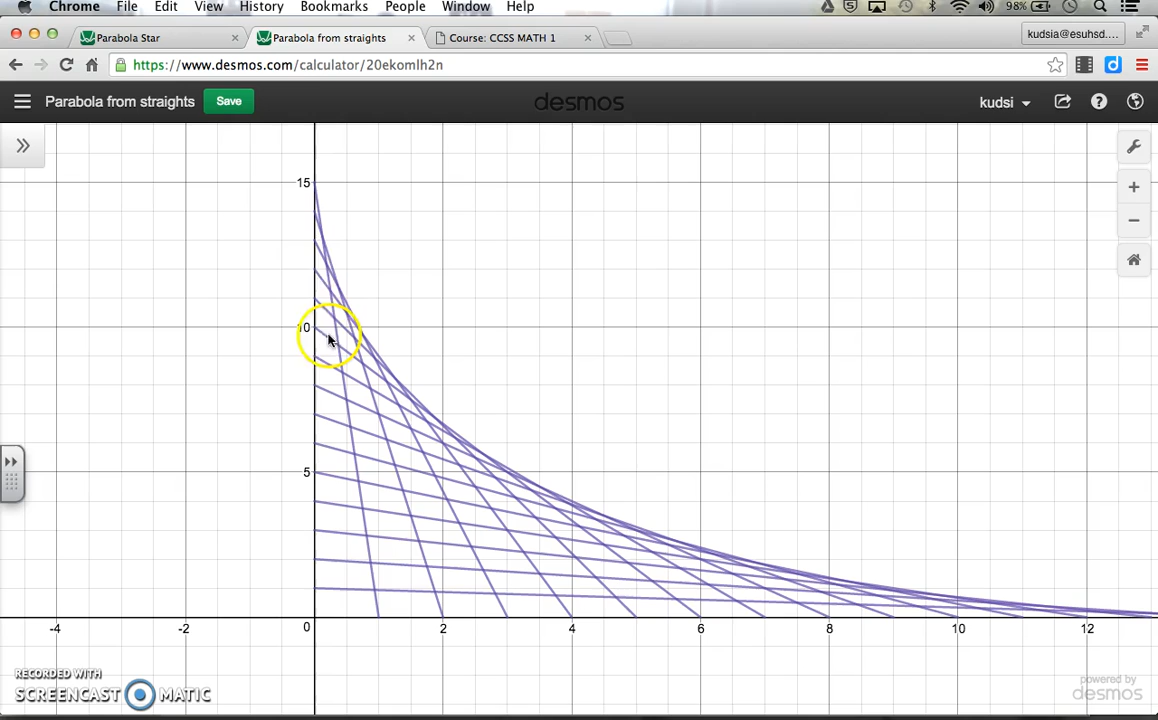 Chrome File Edit View History Bookmarks People Window Help 98%
Parabola Star × Parabola from straights × Course: CCSS MATH 1 × kudsia@esuhsd....
https://www.desmos.com/calculator/20ekomlh2n
Parabola from straights Save desmos kudsi
15
10
5
-4 -2 0 2 4 6 8 10 12
RECORDED WITH
SCREENCAST MATIC
powered by
desmos